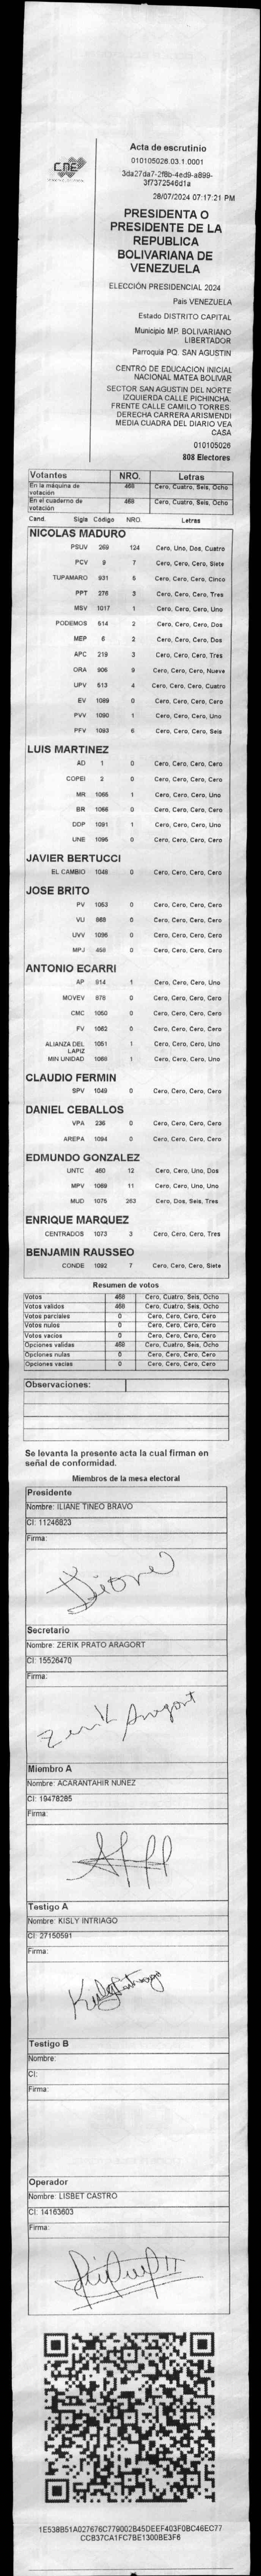 CNE
Acta de escrutinio
010105026.03.1.0001
3da27da7-2f8b-4ed9-a899-
3f7372546d1a
28/07/2024 07:17:21 PM
PRESIDENTA O
PRESIDENTE DE LA
REPUBLICA
BOLIVARIANA DE
VENEZUELA
ELECCIÓN PRESIDENCIAL 2024
Pais VENEZUELA
Estado DISTRITO CAPITAL
Municipio MP. BOLIVARIANO
LIBERTADOR
Parroquia PQ. SAN AGUSTIN
CENTRO DE EDUCACION INICIAL
NACIONAL MATEA BOLIVAR
SECTOR SAN AGUSTIN DEL NORTE
IZQUIERDA CALLE PICHINCHA.
FRENTE CALLE CAMILO TORRES.
DERECHA CARRERA ARISMENDI
MEDIA CUADRA DEL DIARIO VEA
CASA
010105026
808 Electores
Votantes NRO. Letras
En la máquina de votación 468 Cero, Cuatro, Seis, Ocho
En el cuaderno de votación 468 Cero, Cuatro, Seis, Ocho
Cand. Sigla Código NRO. Letras
NICOLAS MADURO
PSUV 269 124 Cero, Uno, Dos, Cuatro
PCV 9 7 Cero, Cero, Cero, Siete
TUPAMARO 931 5 Cero, Cero, Cero, Cinco
PPT 276 3 Cero, Cero, Cero, Tres
MSV 1017 1 Cero, Cero, Cero, Uno
PODEMOS 514 2 Cero, Cero, Cero, Dos
MEP 6 2 Cero, Cero, Cero, Dos
APC 219 3 Cero, Cero, Cero, Tres
ORA 906 9 Cero, Cero, Cero, Nueve
UPV 513 4 Cero, Cero, Cero, Cuatro
EV 1089 0 Cero, Cero, Cero, Cero
PVV 1090 1 Cero, Cero, Cero, Uno
PFV 1093 6 Cero, Cero, Cero, Seis
LUIS MARTINEZ
AD 1 0 Cero, Cero, Cero, Cero
COPEI 2 0 Cero, Cero, Cero, Cero
MR 1065 1 Cero, Cero, Cero, Uno
BR 1066 0 Cero, Cero, Cero, Cero
DDP 1091 1 Cero, Cero, Cero, Uno
UNE 1095 0 Cero, Cero, Cero, Cero
JAVIER BERTUCCI
EL CAMBIO 1048 0 Cero, Cero, Cero, Cero
JOSE BRITO
PV 1053 0 Cero, Cero, Cero, Cero
VU 868 0 Cero, Cero, Cero, Cero
UVV 1096 0 Cero, Cero, Cero, Cero
MPJ 458 0 Cero, Cero, Cero, Cero
ANTONIO ECARRI
AP 914 1 Cero, Cero, Cero, Uno
MOVEV 978 0 Cero, Cero, Cero, Cero
CMC 1050 0 Cero, Cero, Cero, Cero
FV 1062 0 Cero, Cero, Cero, Cero
ALIANZA DEL LAPIZ 1051 1 Cero, Cero, Cero, Uno
MIN UNIDAD 1068 1 Cero, Cero, Cero, Uno
CLAUDIO FERMIN
SPV 1049 0 Cero, Cero, Cero, Cero
DANIEL CEBALLOS
VPA 236 0 Cero, Cero, Cero, Cero
AREPA 1094 0 Cero, Cero, Cero, Cero
EDMUNDO GONZALEZ
UNTC 460 12 Cero, Cero, Uno, Dos
MPV 1069 11 Cero, Cero, Uno, Uno
MUD 1075 263 Cero, Dos, Seis, Tres
ENRIQUE MARQUEZ
CENTRADOS 1073 3 Cero, Cero, Cero, Tres
BENJAMIN RAUSSEO
CONDE 1092 7 Cero, Cero, Cero, Siete
Resumen de votos
Votos 468 Cero, Cuatro, Seis, Ocho
Votos validos 468 Cero, Cuatro, Seis, Ocho
Votos parciales 0 Cero, Cero, Cero, Cero
Votos nulos 0 Cero, Cero, Cero, Cero
Votos vacios 0 Cero, Cero, Cero, Cero
Opciones validas 468 Cero, Cuatro, Seis, Ocho
Opciones nulas 0 Cero, Cero, Cero, Cero
Opciones vacias 0 Cero, Cero, Cero, Cero
Observaciones:
Se levanta la presente acta la cual firman en
señal de conformidad.
Miembros de la mesa electoral
Presidente
Nombre: ILIANE TINEO BRAVO
CI: 11246823
Firma:
Secretario
Nombre: ZERIK PRATO ARAGORT
CI: 15526470
Firma:
Zerik Aragort
Miembro A
Nombre: ACARANTAHIR NUÑEZ
CI: 19478285
Firma:
Testigo A
Nombre: KISLY INTRIAGO
CI: 27150591
Firma:
Kisly Intriago
Testigo B
Nombre:
CI:
Firma:
Operador
Nombre: LISBET CASTRO
CI: 14163603
Firma:
1E538B51A027676C779002B45DEEF403F0BC46EC77
CCB37CA1FC7BE1300BE3F6